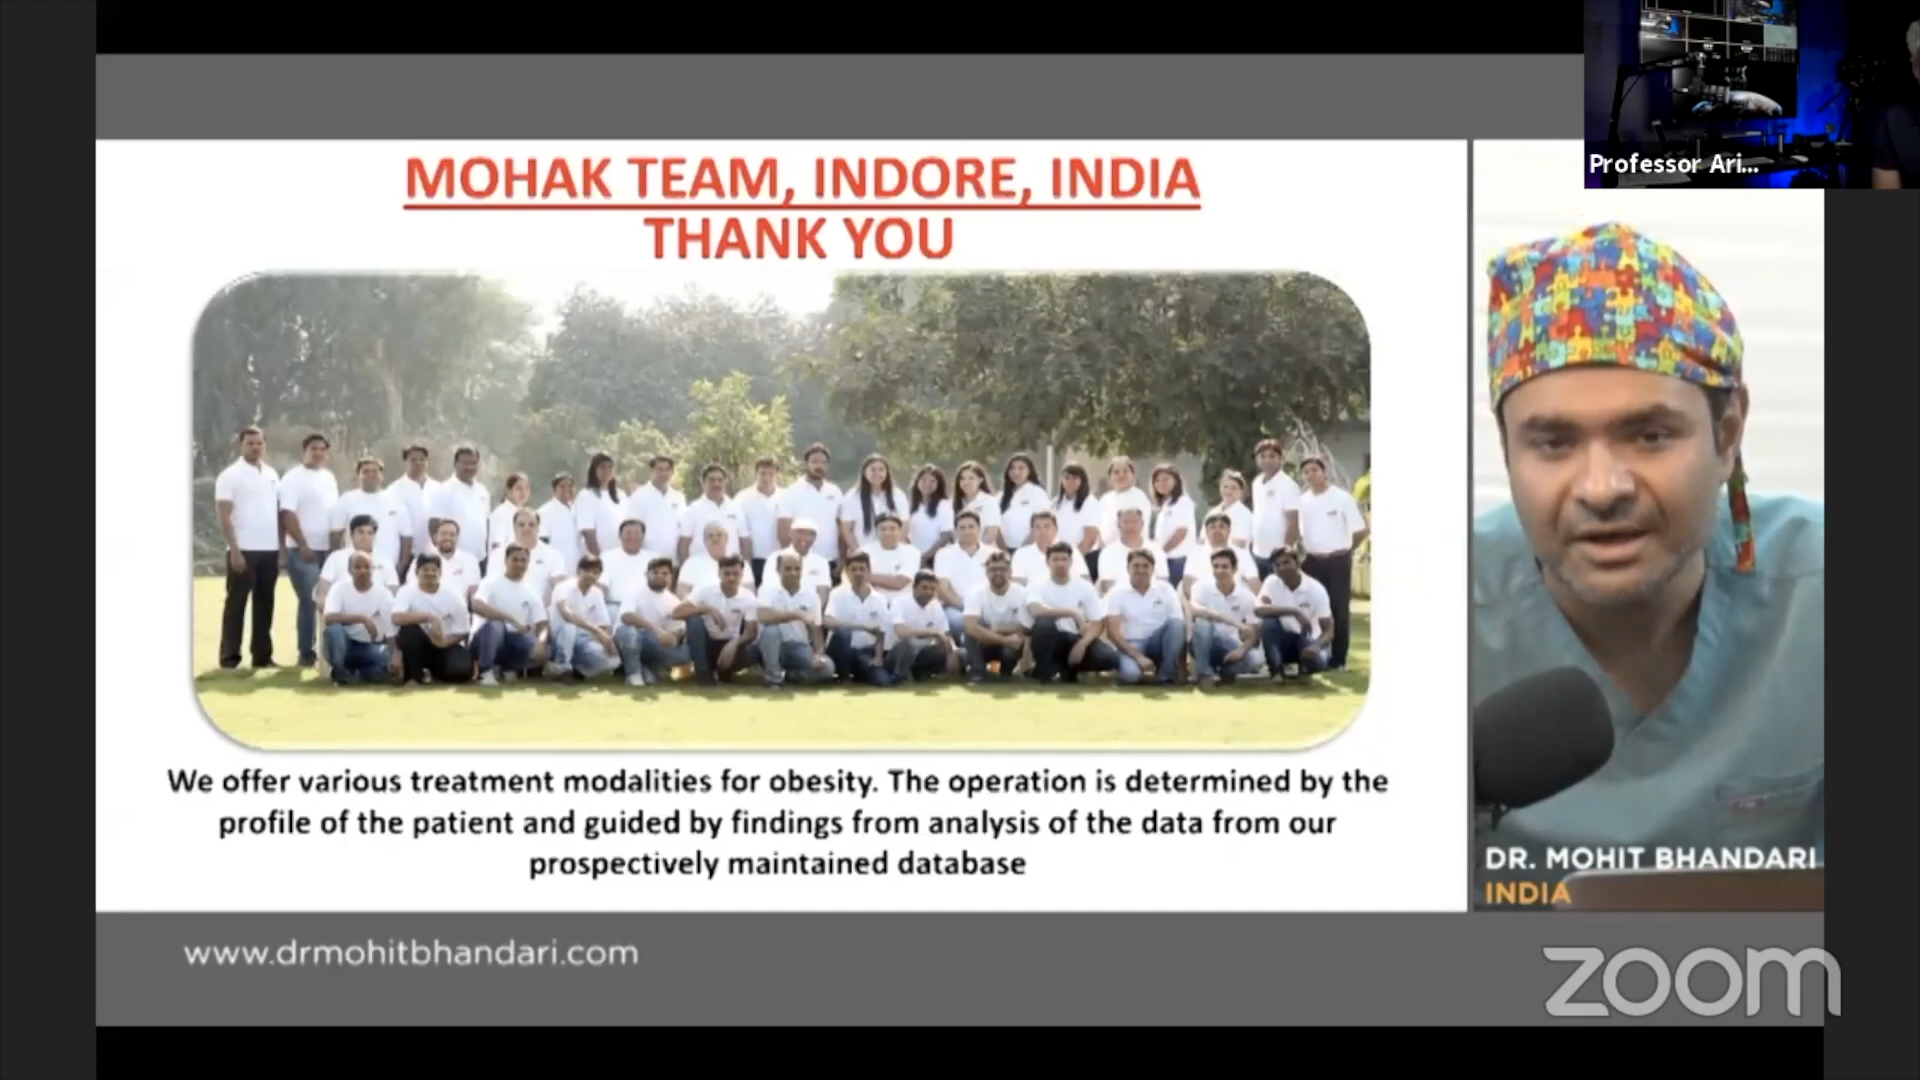 MOHAK TEAM, INDORE, INDIA
THANK YOU
We offer various treatment modalities for obesity. The operation is determined by the
profile of the patient and guided by findings from analysis of the data from our
prospectively maintained database
www.drmohitbhandari.com
Professor Ari...
DR. MOHIT BHANDARI
INDIA
zoom